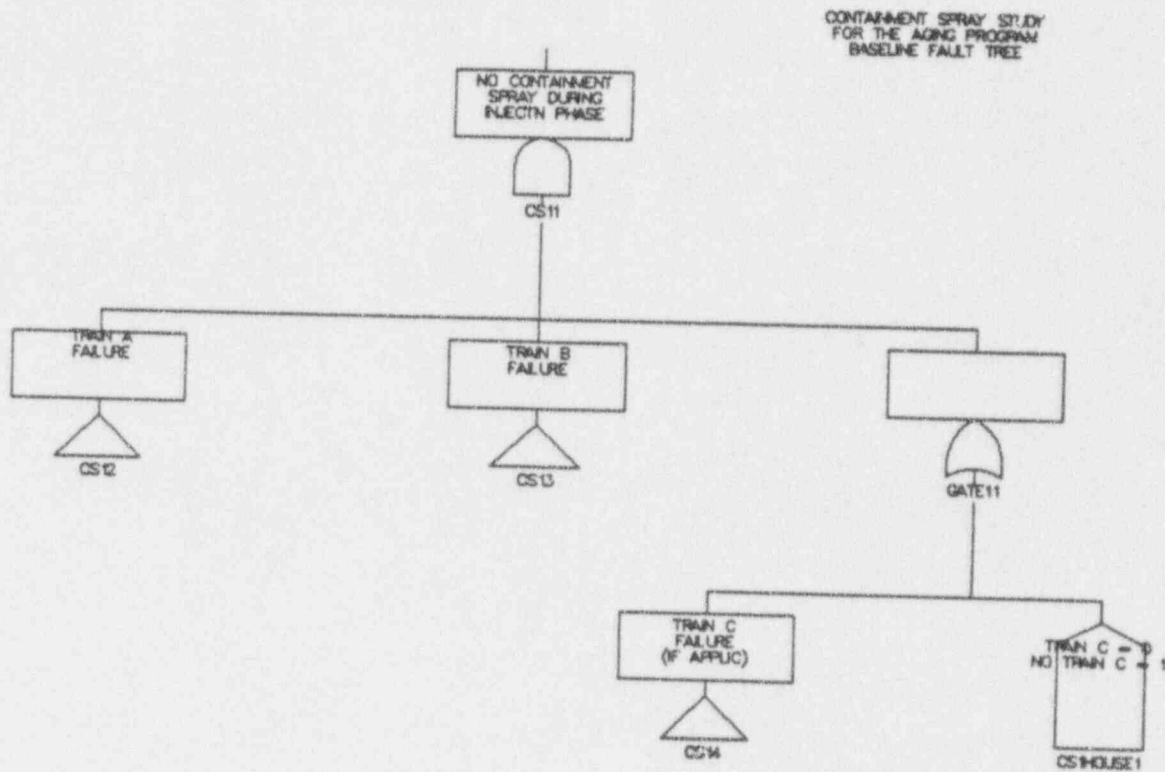 CONTAINMENT SPRAY STUDY
FOR THE AGING PROGRAM
BASELINE FAULT TREE
NO CONTAINMENT
SPRAY DURING
INJECTN PHASE
CS11
TRAIN A
FAILURE
CS12
TRAIN B
FAILURE
CS13
GATE11
TRAIN C
FAILURE
(IF APPLIC)
CS14
TRAIN C = 0
NO TRAIN C = 1
CS1HOUSE1